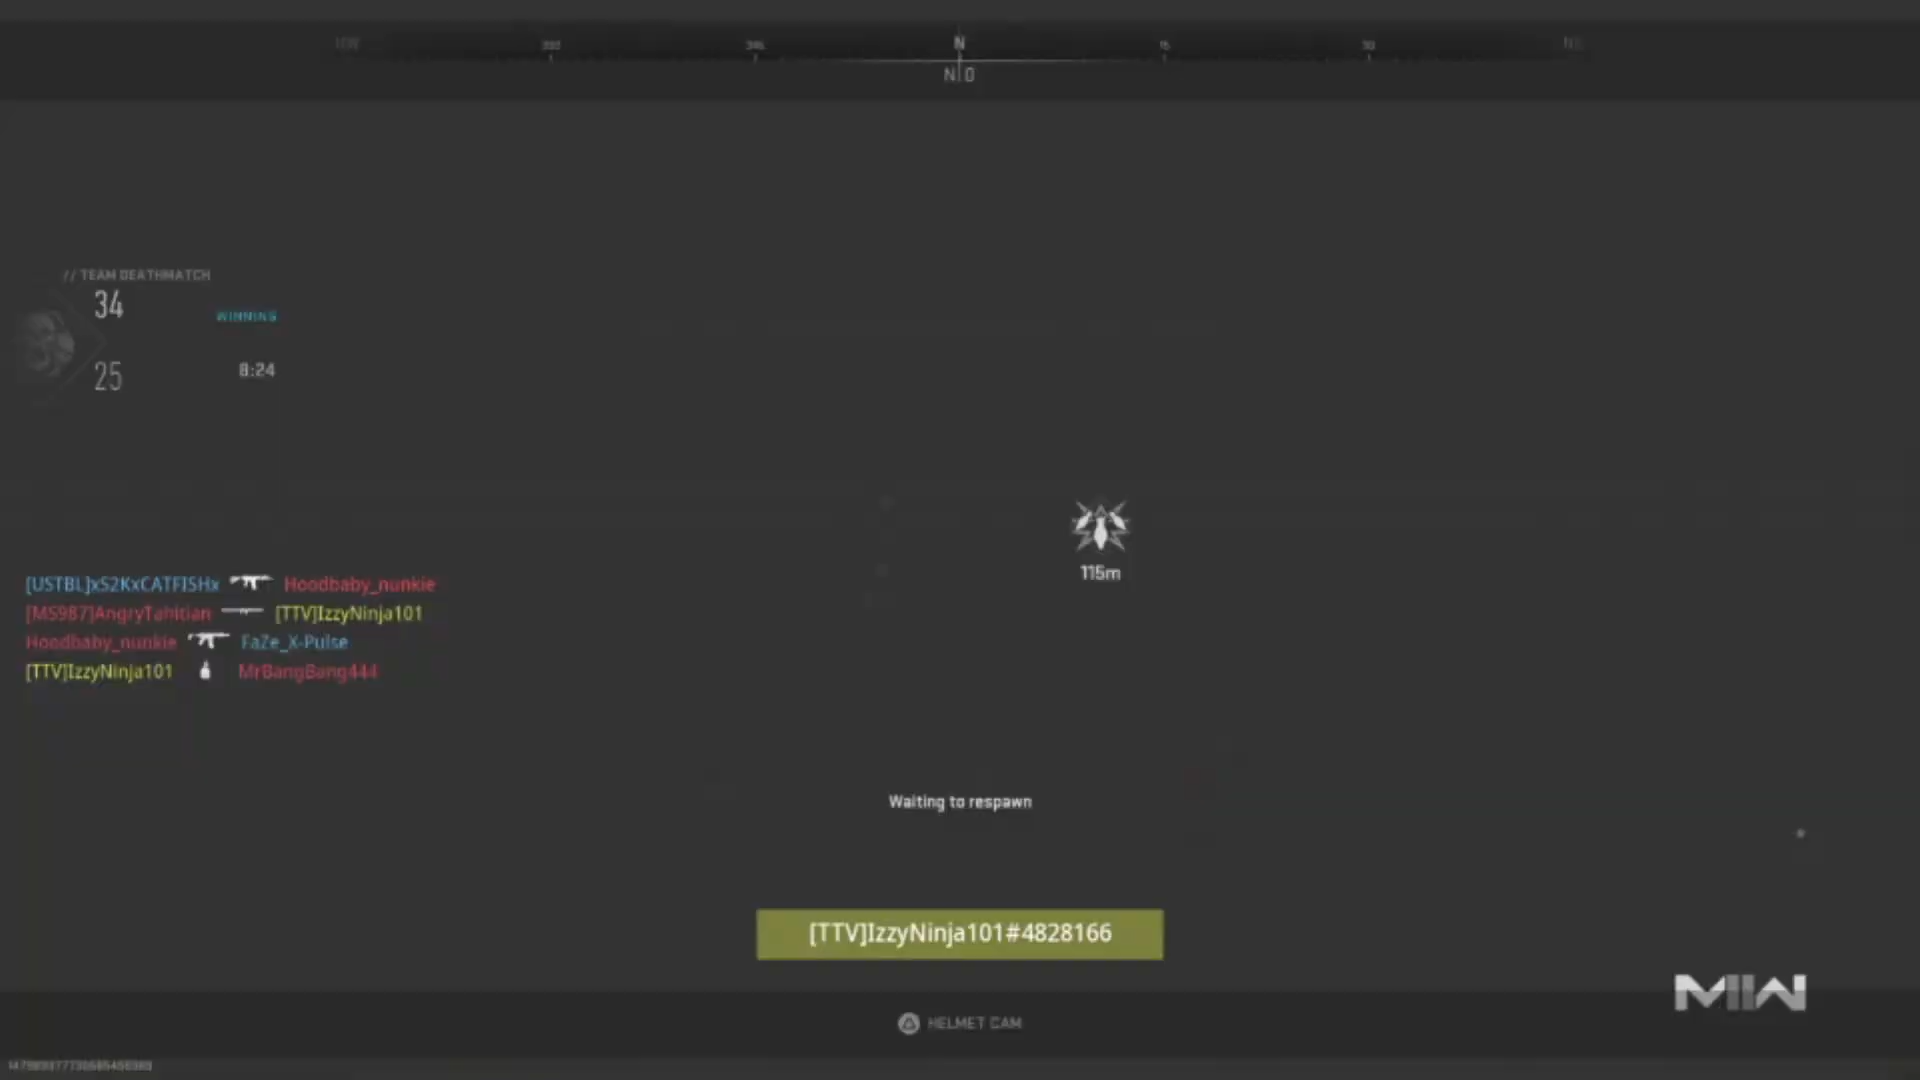 N
N|0
// TEAM DEATHMATCH
34
WINNING
25
8:24
115m
[USTBL]xS2KxCATFISHx Hoodbaby_nunkie
[MS987]AngryTahitian [TTV]IzzyNinja101
Hoodbaby_nunkie FaZe_X-Pulse
[TTV]IzzyNinja101 MrBangBang444
Waiting to respawn
[TTV]IzzyNinja101#4828166
MW
HELMET CAM